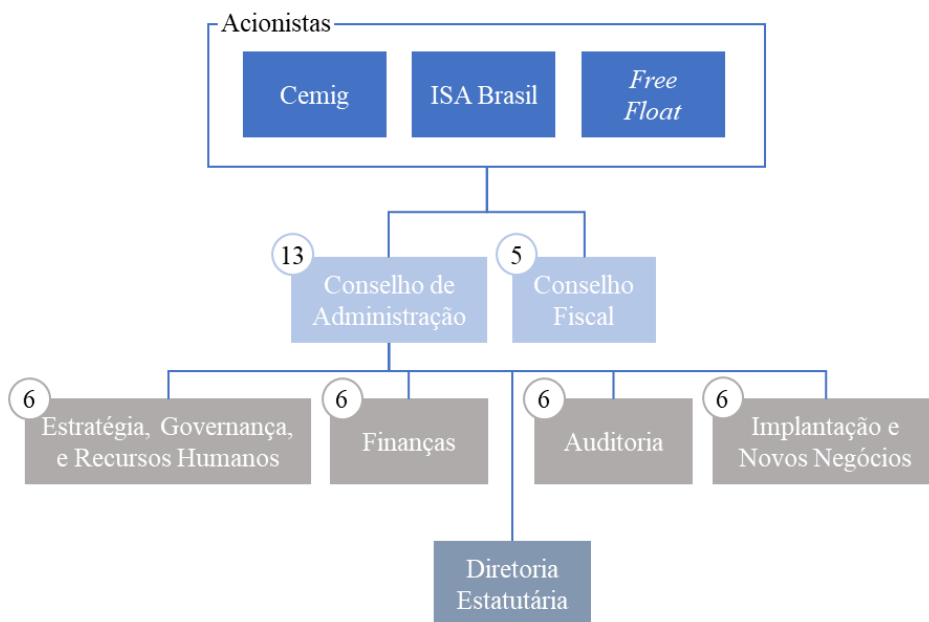 Acionistas
Cemig
ISA Brasil
Free
Float
13
Conselho de
Administração
5
Conselho
Fiscal
6
Estratégia, Governança,
e Recursos Humanos
6
Finanças
6
Auditoria
6
Implantação e
Novos Negócios
Diretoria
Estatutária